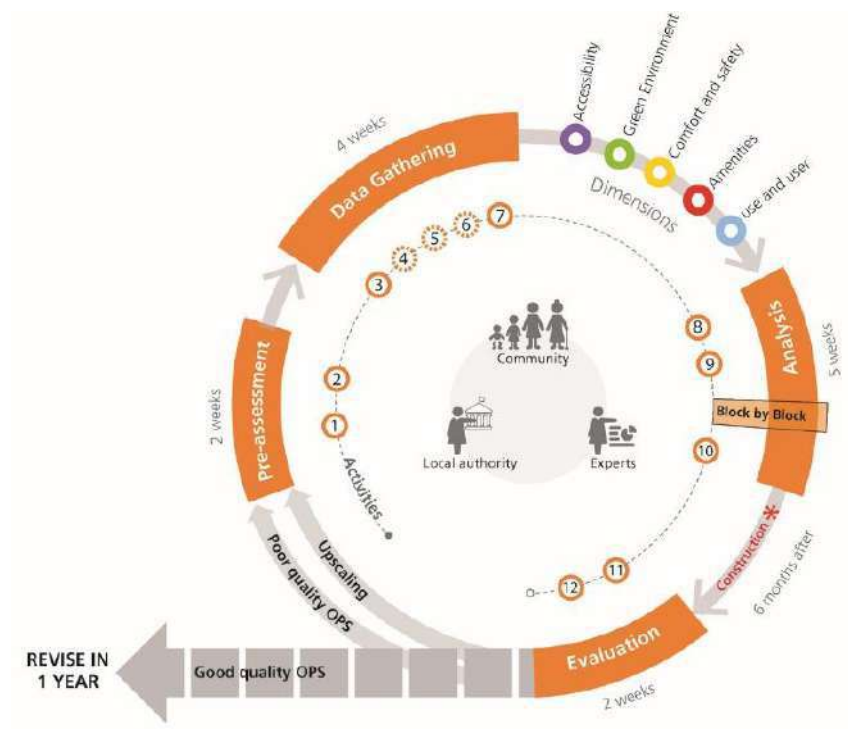 Accessibility
Green Environment
Comfort and safety
Amenities
use and user
Dimensions
4 weeks
Data Gathering
7
6
5
4
3
2
1
Activities
2 weeks
Pre-assessment
Community
Local authority
Experts
8
9
10
11
12
Analysis
5 weeks
Block by Block
Construction *
6 months after
Evaluation
2 weeks
Upscaling
Poor quality OPS
Good quality OPS
REVISE IN
1 YEAR